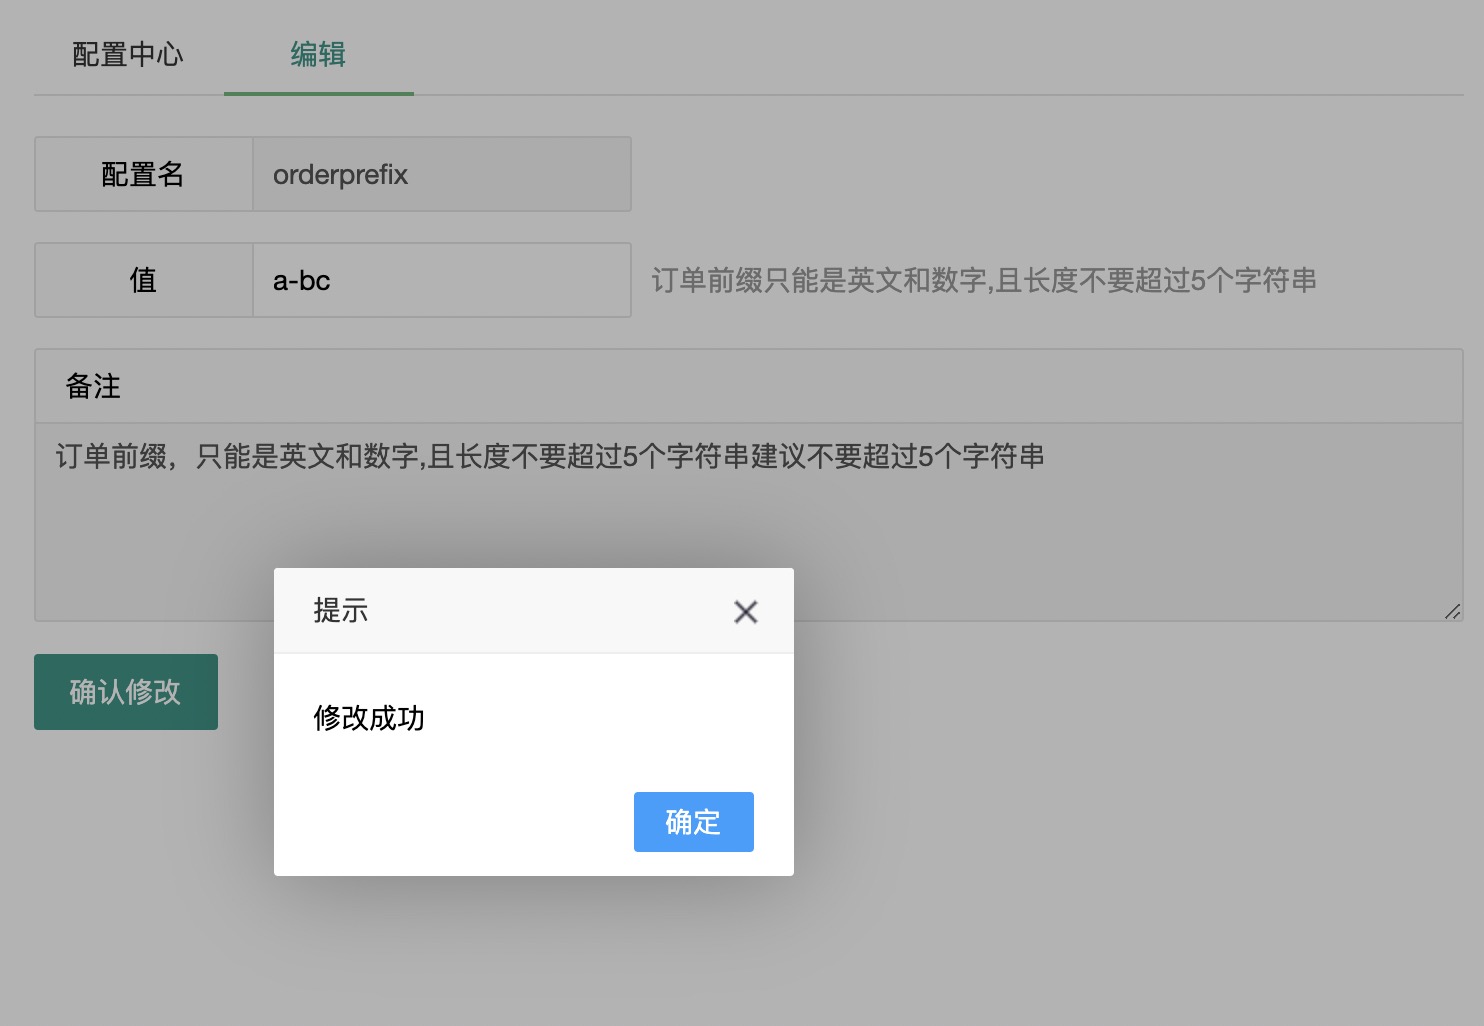 配置中心
编辑
配置名
orderprefix
值
a-bc
订单前缀只能是英文和数字,且长度不要超过5个字符串
备注
订单前缀，只能是英文和数字,且长度不要超过5个字符串建议不要超过5个字符串
提示
确认修改
修改成功
确定